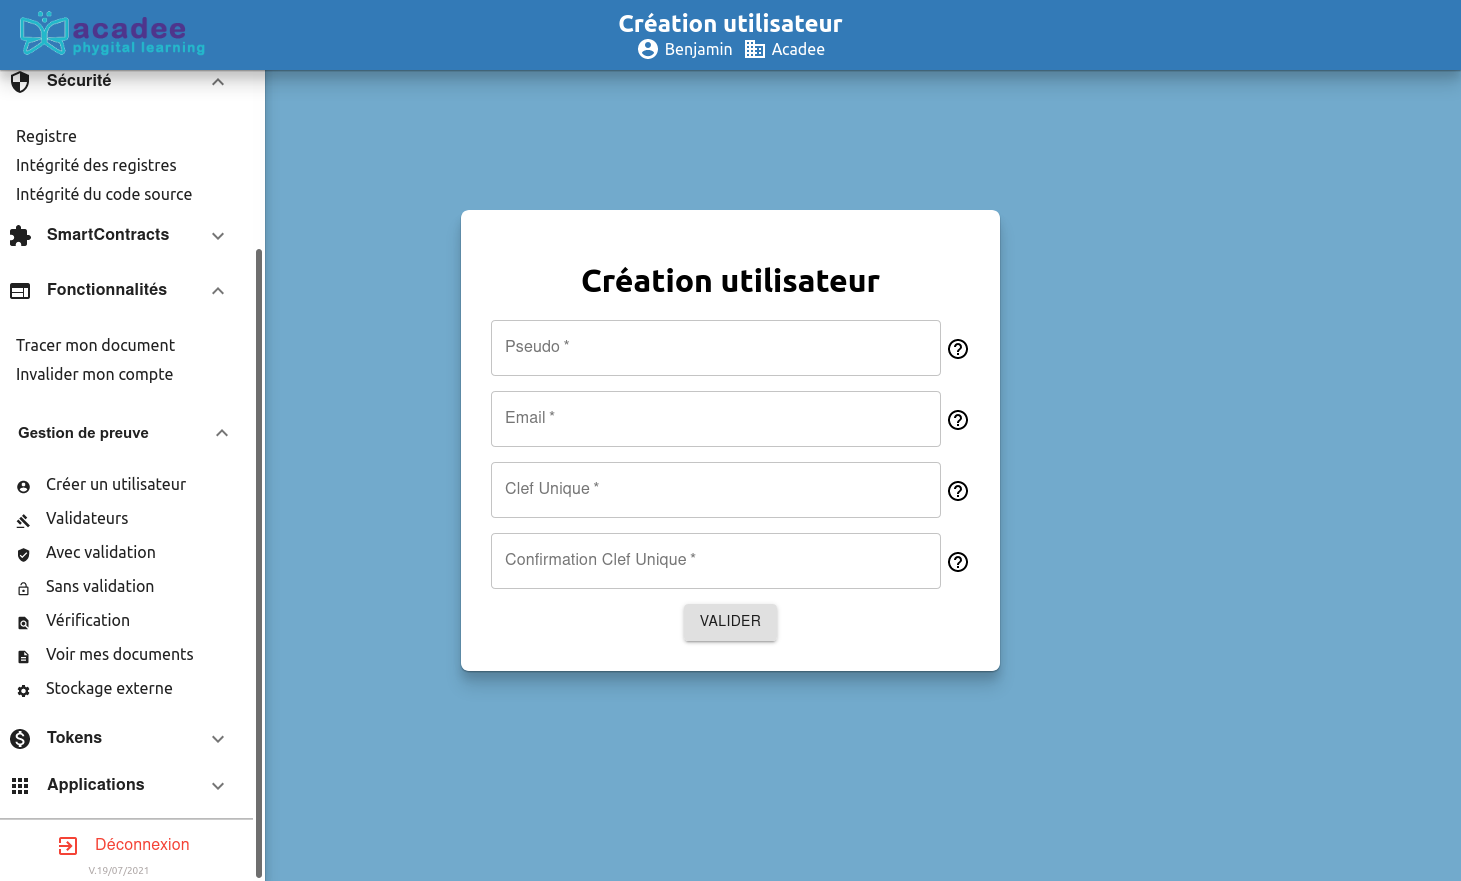 acadee
phygital learning
Création utilisateur
Benjamin Acadee
Sécurité
Registre
Intégrité des registres
Intégrité du code source
SmartContracts
Fonctionnalités
Tracer mon document
Invalider mon compte
Gestion de preuve
Créer un utilisateur
Validateurs
Avec validation
Sans validation
Vérification
Voir mes documents
Stockage externe
Tokens
Applications
Déconnexion
V.19/07/2021
Création utilisateur
Pseudo *
Email *
Clef Unique *
Confirmation Clef Unique *
VALIDER